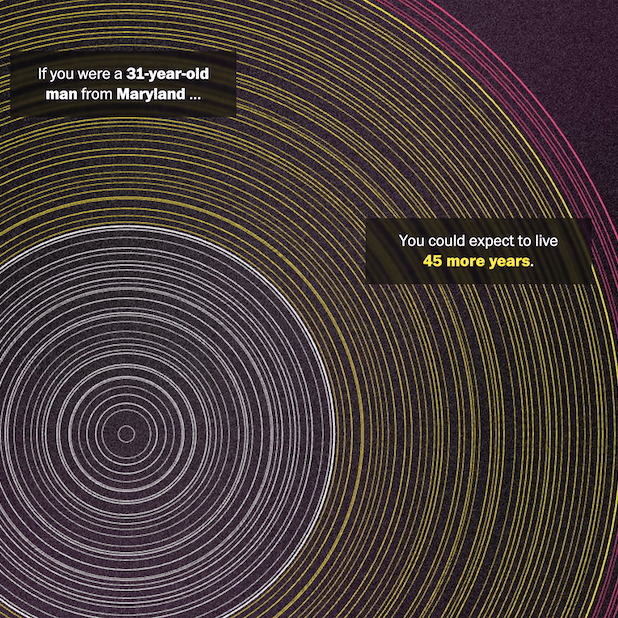 If you were a 31-year-old
man from Maryland ...
You could expect to live
45 more years.